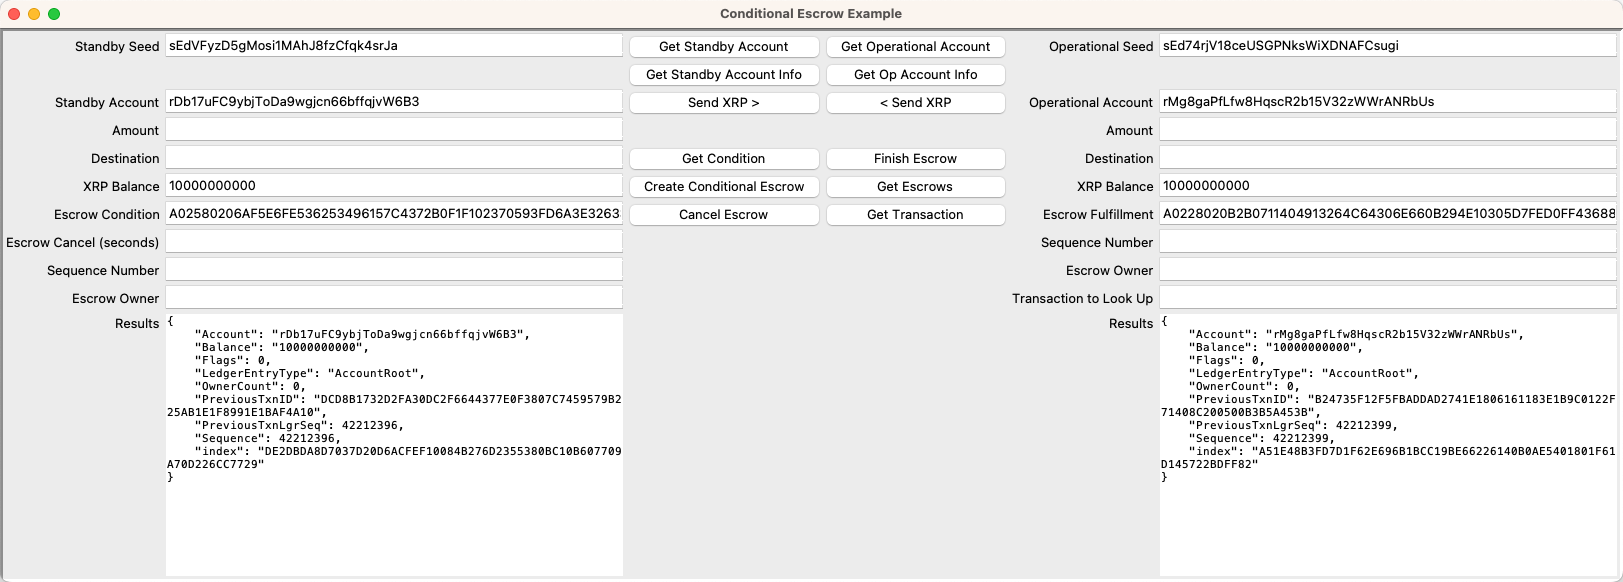 Conditional Escrow Example
Standby Seed sEdVFyzD5gMosi1MAhJ8fzCfqk4srJa Get Standby Account Get Operational Account Operational Seed sEd74rjV18ceUSGPNksWiXDNAFCsugi
Get Standby Account Info Get Op Account Info
Standby Account rDb17uFC9ybjToDa9wgjcn66bffqjvW6B3 Send XRP > < Send XRP Operational Account rMg8gaPfLfw8HqscR2b15V32zWWrANRbUs
Amount Amount
Destination Get Condition Finish Escrow Destination
XRP Balance 10000000000 Create Conditional Escrow Get Escrows XRP Balance 10000000000
Escrow Condition A02580206AF5E6FE536253496157C4372B0F1F102370593FD6A3E3263 Cancel Escrow Get Transaction Escrow Fulfillment A0228020B2B0711404913264C64306E660B294E10305D7FED0FF43688
Escrow Cancel (seconds) Sequence Number
Sequence Number Escrow Owner
Escrow Owner Transaction to Look Up
Results
{
"Account": "rDb17uFC9ybjToDa9wgjcn66bffqjvW6B3",
"Balance": "10000000000",
"Flags": 0,
"LedgerEntryType": "AccountRoot",
"OwnerCount": 0,
"PreviousTxnID": "DCD8B1732D2FA30DC2F6644377E0F3807C7459579B2
25AB1E1F8991E1BAF4A10",
"PreviousTxnLgrSeq": 42212396,
"Sequence": 42212396,
"index": "DE2DBDA8D7037D20D6ACFEF10084B276D2355380BC10B607709
A70D226CC7729"
}
Results
{
"Account": "rMg8gaPfLfw8HqscR2b15V32zWWrANRbUs",
"Balance": "10000000000",
"Flags": 0,
"LedgerEntryType": "AccountRoot",
"OwnerCount": 0,
"PreviousTxnID": "B24735F12F5FBADDAD2741E1806161183E1B9C0122F
71408C200500B3B5A453B",
"PreviousTxnLgrSeq": 42212399,
"Sequence": 42212399,
"index": "A51E48B3FD7D1F62E696B1BCC19BE66226140B0AE5401801F61
D145722BDFF82"
}